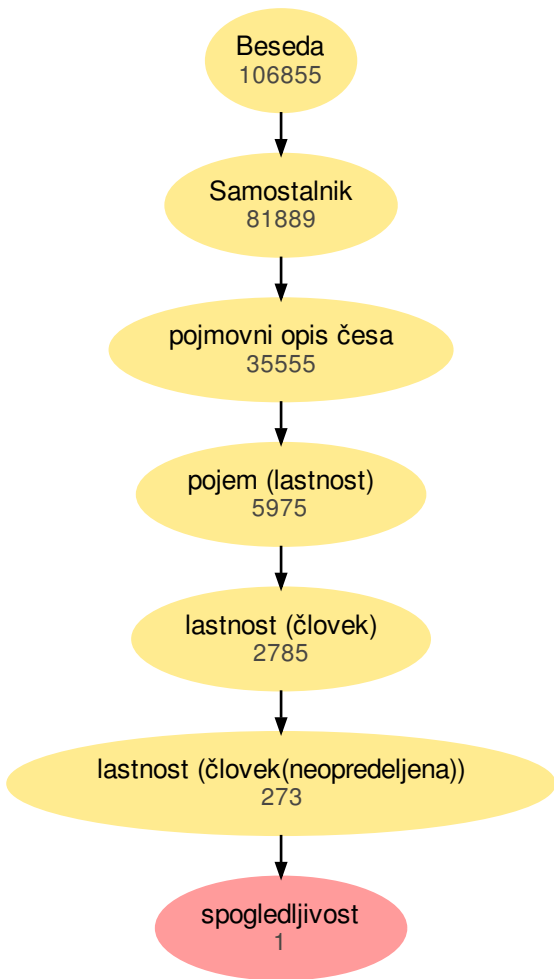 Beseda
106855
Samostalnik
81889
pojmovni opis česa
35555
pojem (lastnost)
5975
lastnost (človek)
2785
lastnost (človek(neopredeljena))
273
spogledljivost
1